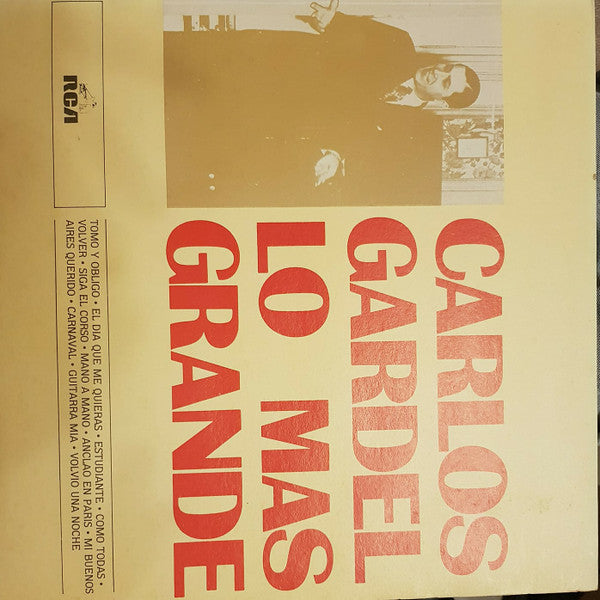 CARLOS
GARDEL
LO MAS
GRANDE
RCA
TOMO Y OBLIGO • EL DIA QUE ME QUIERAS • ESTUDIANTE • COMO TODAS •
VOLVER • SIGA EL CORSO • MANO A MANO • ANCLAO EN PARIS • MI BUENOS
AIRES QUERIDO • CARNAVAL • GUITARRA MIA • VOLVIO UNA NOCHE